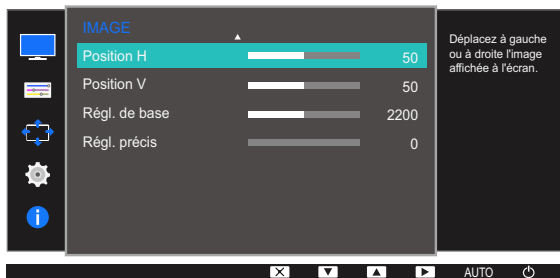 IMAGE
Position H 50
Position V 50
Régl. de base 2200
Régl. précis 0
Déplacez à gauche
ou à droite l'image
affichée à l'écran.
AUTO